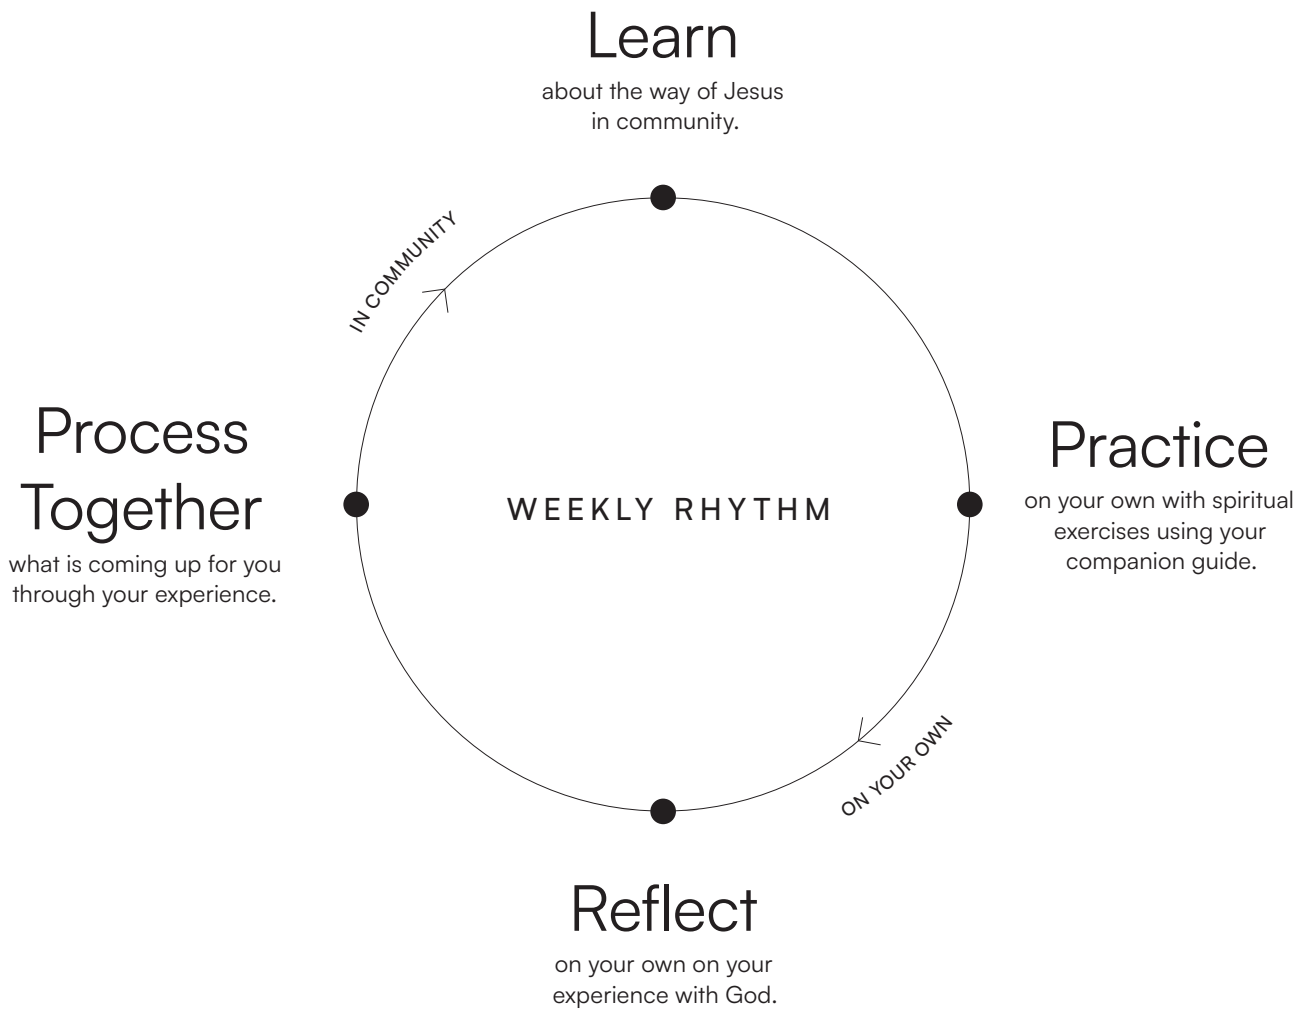 Learn
about the way of Jesus
in community.
IN COMMUNITY
Process
Together
what is coming up for you
through your experience.
WEEKLY RHYTHM
Practice
on your own with spiritual
exercises using your
companion guide.
ON YOUR OWN
Reflect
on your own on your
experience with God.